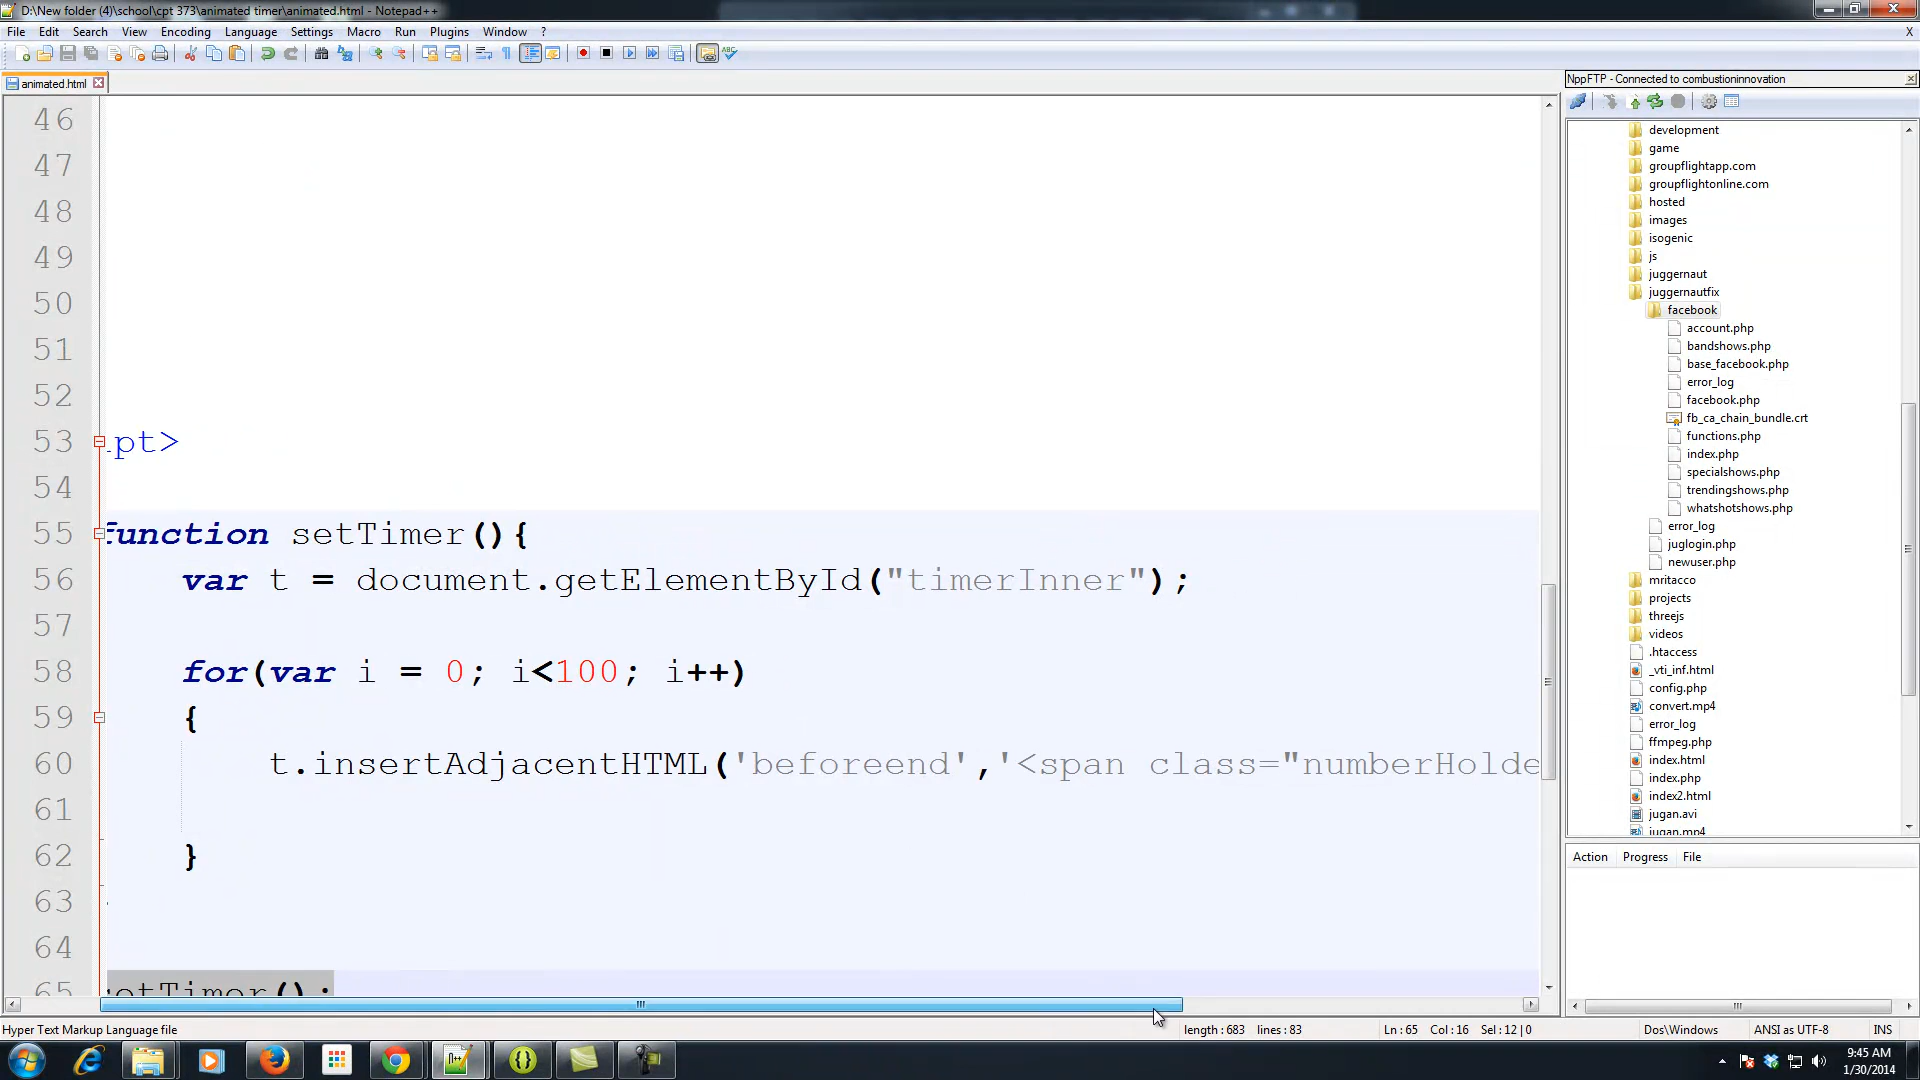 D:\New folder (4)\school\cpt 373\animated timer\animated.html - Notepad++
File Edit Search View Encoding Language Settings Macro Run Plugins Window ? X
animated.html
NppFTP - Connected to combustioninnovation
46
47
48
49
50
51
52
53 pt>
54
55 function setTimer(){
56 var t = document.getElementById("timerInner");
57
58 for(var i = 0; i<100; i++)
59 {
60 t.insertAdjacentHTML('beforeend','<span class="numberHolde
61
62 }
63
64
65 setTimer();
development
game
groupflightapp.com
groupflightonline.com
hosted
images
isogenic
js
juggernaut
juggernautfix
facebook
account.php
bandshows.php
base_facebook.php
error_log
facebook.php
fb_ca_chain_bundle.crt
functions.php
index.php
specialshows.php
trendingshows.php
whatshotshows.php
error_log
juglogin.php
newuser.php
mritacco
projects
threejs
videos
.htaccess
_vti_inf.html
config.php
convert.mp4
error_log
ffmpeg.php
index.html
index.php
index2.html
jugan.avi
jugan.mp4
Action Progress File
Hyper Text Markup Language file length : 683 lines : 83 Ln : 65 Col : 16 Sel : 12 | 0 Dos\Windows ANSI as UTF-8 INS
9:45 AM
1/30/2014